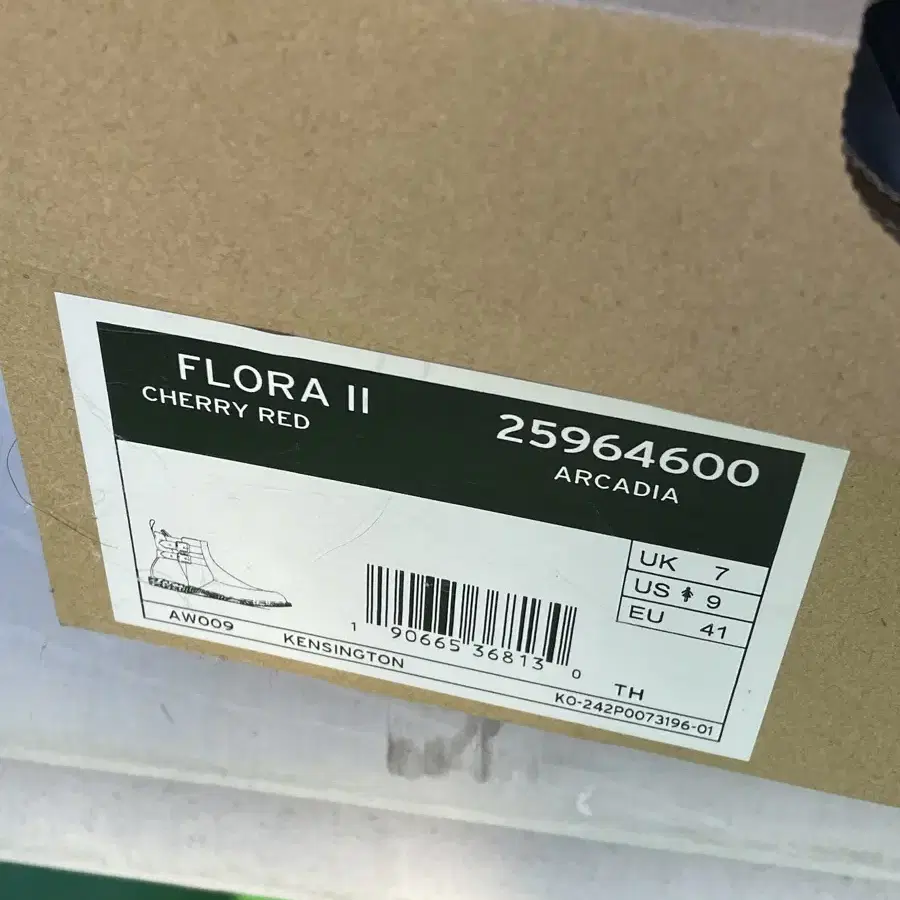 FLORA II
CHERRY RED
25964600
ARCADIA
UK 7
US 9
EU 41
1 90665 36813 0
AW009
KENSINGTON
TH
KO-242P0073196-01